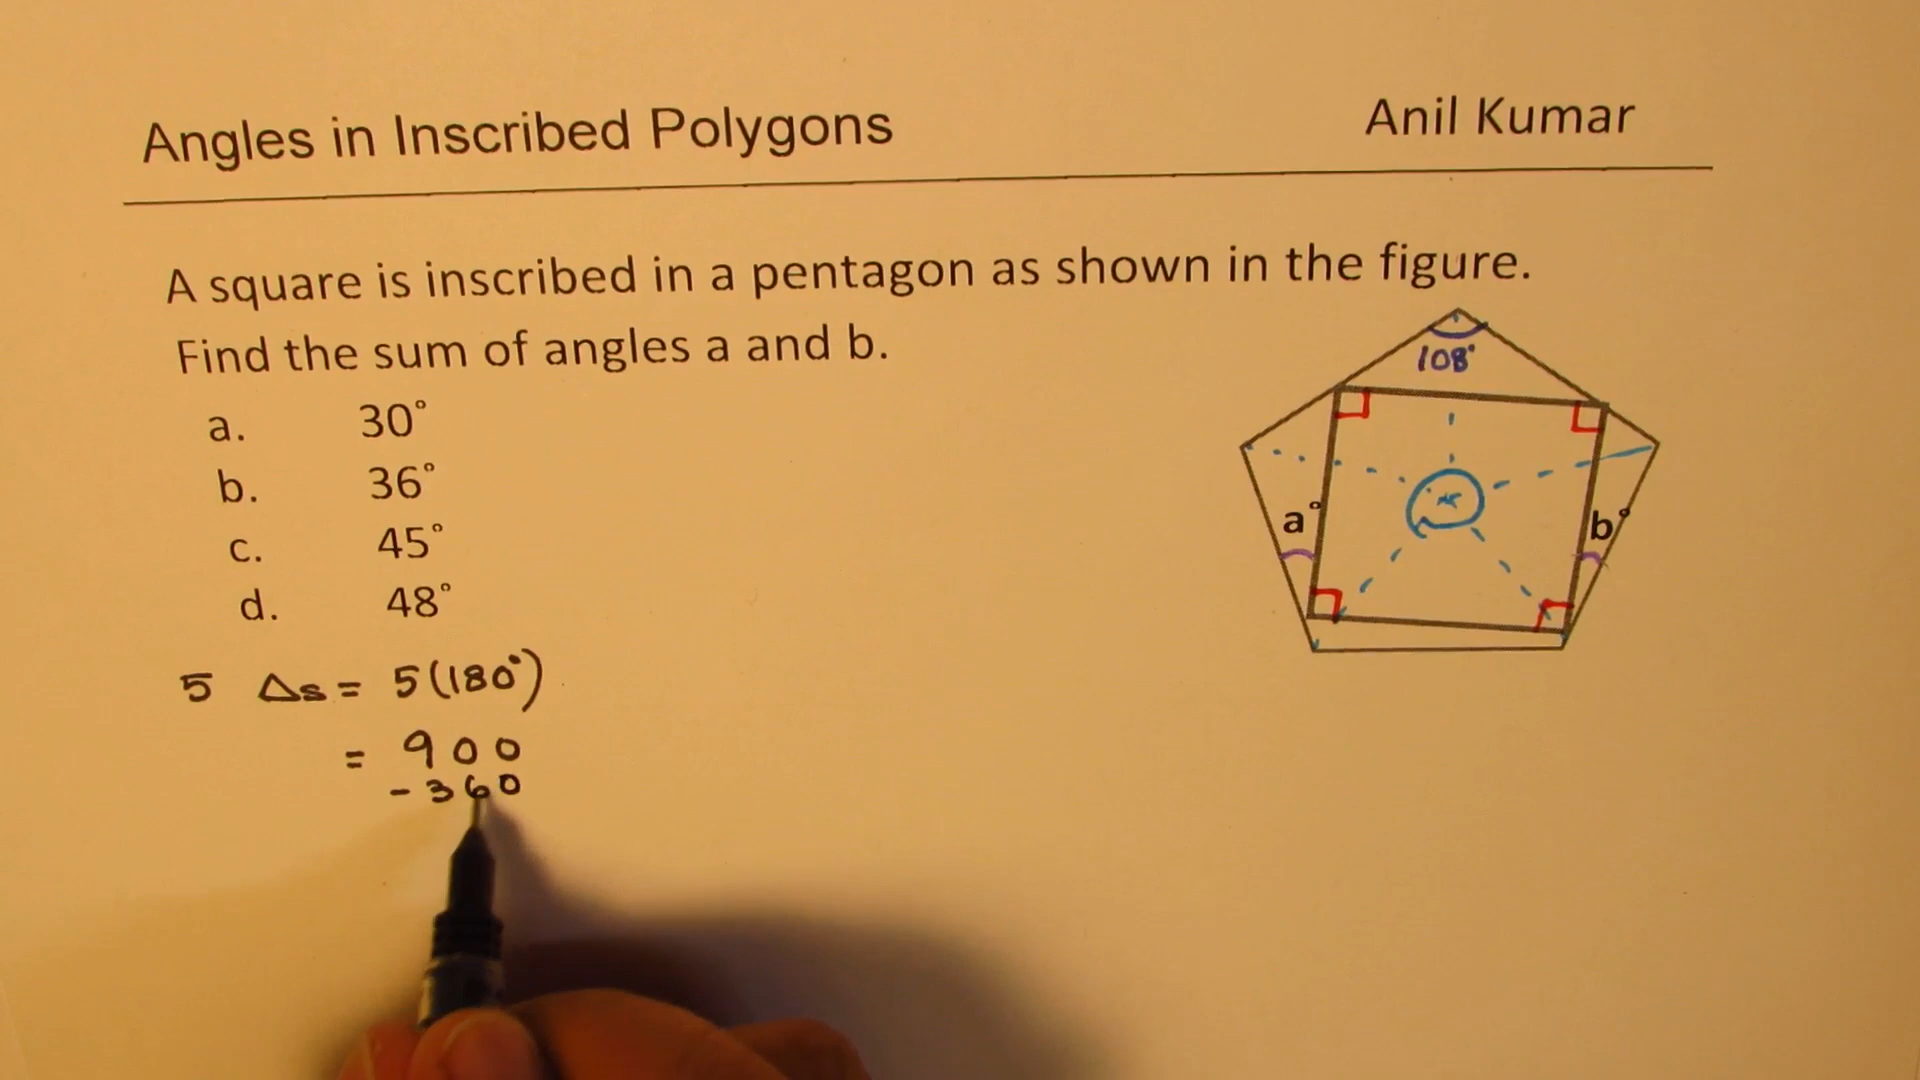 Angles in Inscribed Polygons
Anil Kumar
A square is inscribed in a pentagon as shown in the figure.
Find the sum of angles a and b.
a. 30°
b. 36°
c. 45°
d. 48°
108°
a°
b°
5 Δs = 5(180°)
= 900
- 360